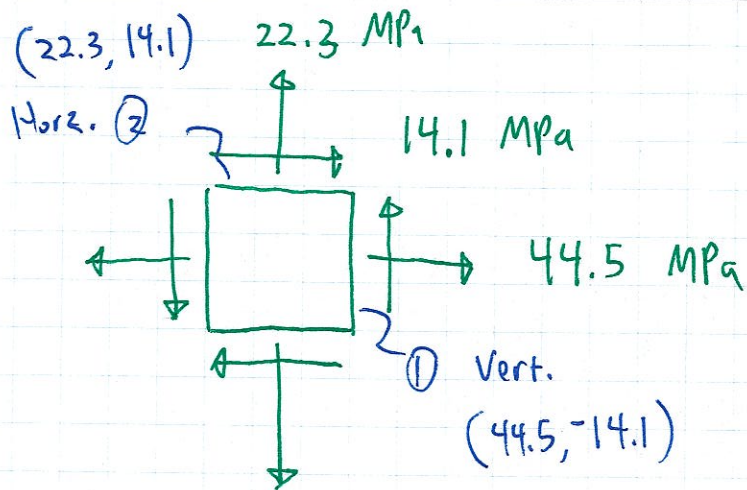 (22.3, 14.1) 22.3 MPa
Horz. ②
14.1 MPa
44.5 MPa
① Vert.
(44.5, -14.1)